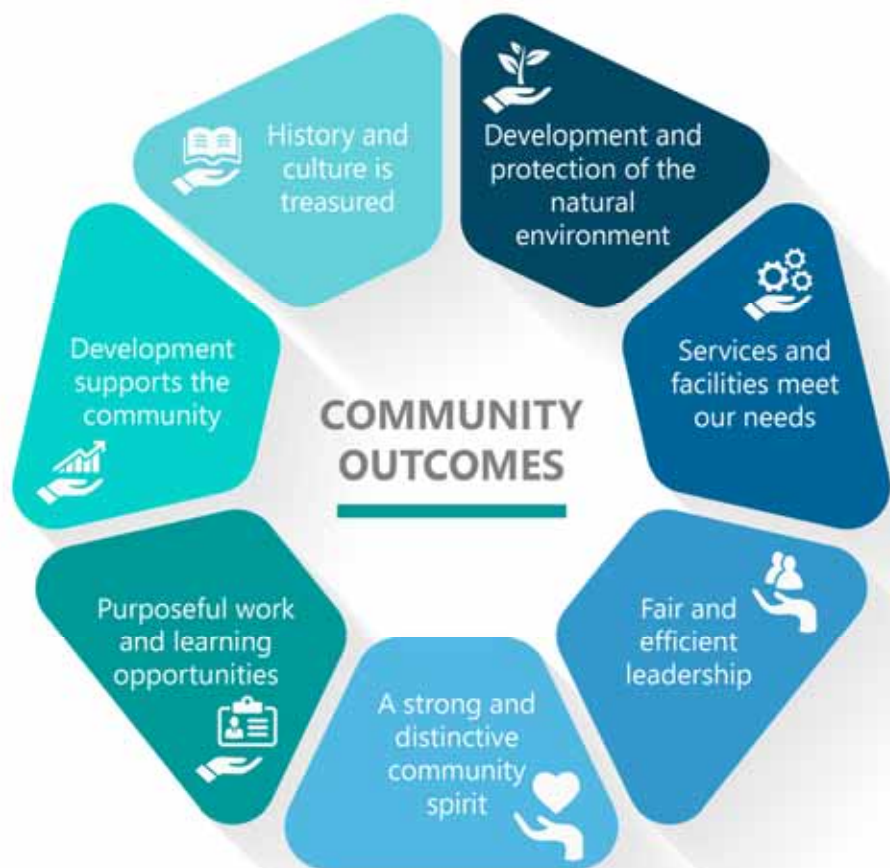 COMMUNITY
OUTCOMES
Development and
protection of the
natural
environment
Services and
facilities meet
our needs
Fair and
efficient
leadership
A strong and
distinctive
community
spirit
Purposeful work
and learning
opportunities
Development
supports the
community
History and
culture is
treasured